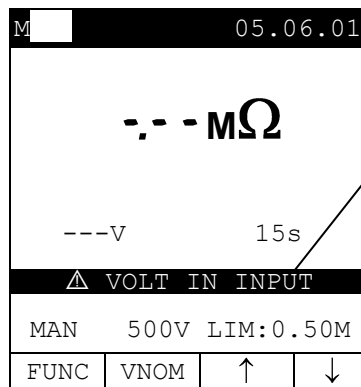 M 05.06.01
-.--MΩ
---V 15s
⚠ VOLT IN INPUT
MAN 500V LIM:0.50M
FUNC VNOM ↑ ↓